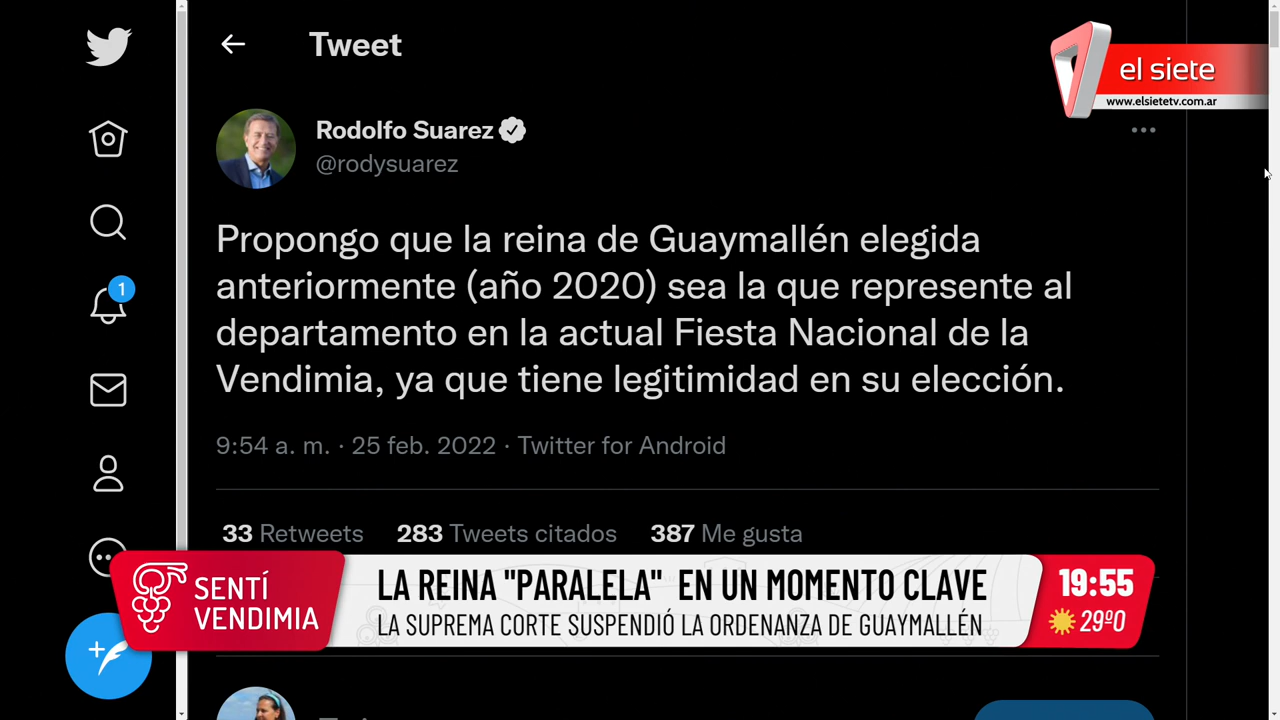 Tweet
el siete
www.elsietetv.com.ar
Rodolfo Suarez
@rodysuarez
Propongo que la reina de Guaymallén elegida
anteriormente (año 2020) sea la que represente al
departamento en la actual Fiesta Nacional de la
Vendimia, ya que tiene legitimidad en su elección.
1
9:54 a. m. · 25 feb. 2022 · Twitter for Android
33 Retweets 283 Tweets citados 387 Me gusta
SENTÍ
VENDIMIA
LA REINA "PARALELA" EN UN MOMENTO CLAVE
LA SUPREMA CORTE SUSPENDIÓ LA ORDENANZA DE GUAYMALLÉN
19:55
29º0